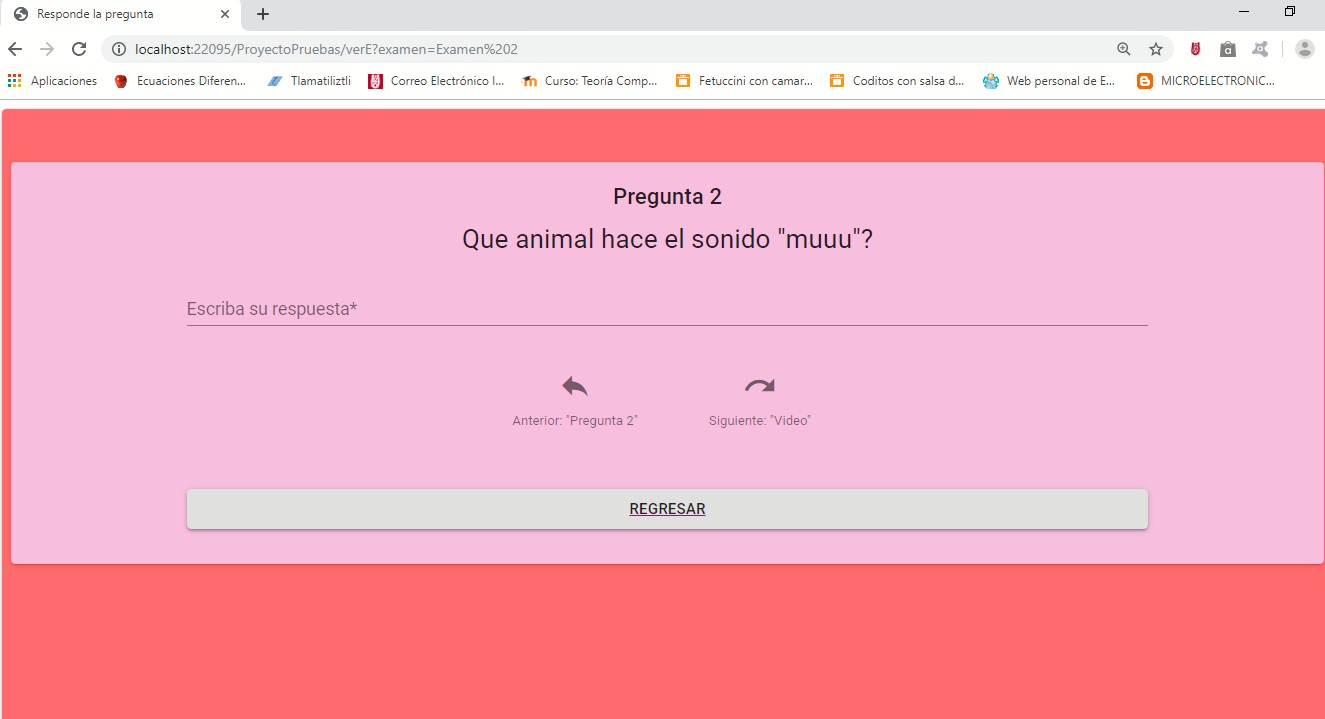 Responde la pregunta
localhost:22095/ProyectoPruebas/verE?examen=Examen%202
Aplicaciones Ecuaciones Diferen... Tlamatiliztli Correo Electrónico I... Curso: Teoría Comp... Fetuccini con camar... Coditos con salsa d... Web personal de E... MICROELECTRONIC...
Pregunta 2
Que animal hace el sonido "muuu"?
Escriba su respuesta*
Anterior: "Pregunta 2" Siguiente: "Video"
REGRESAR